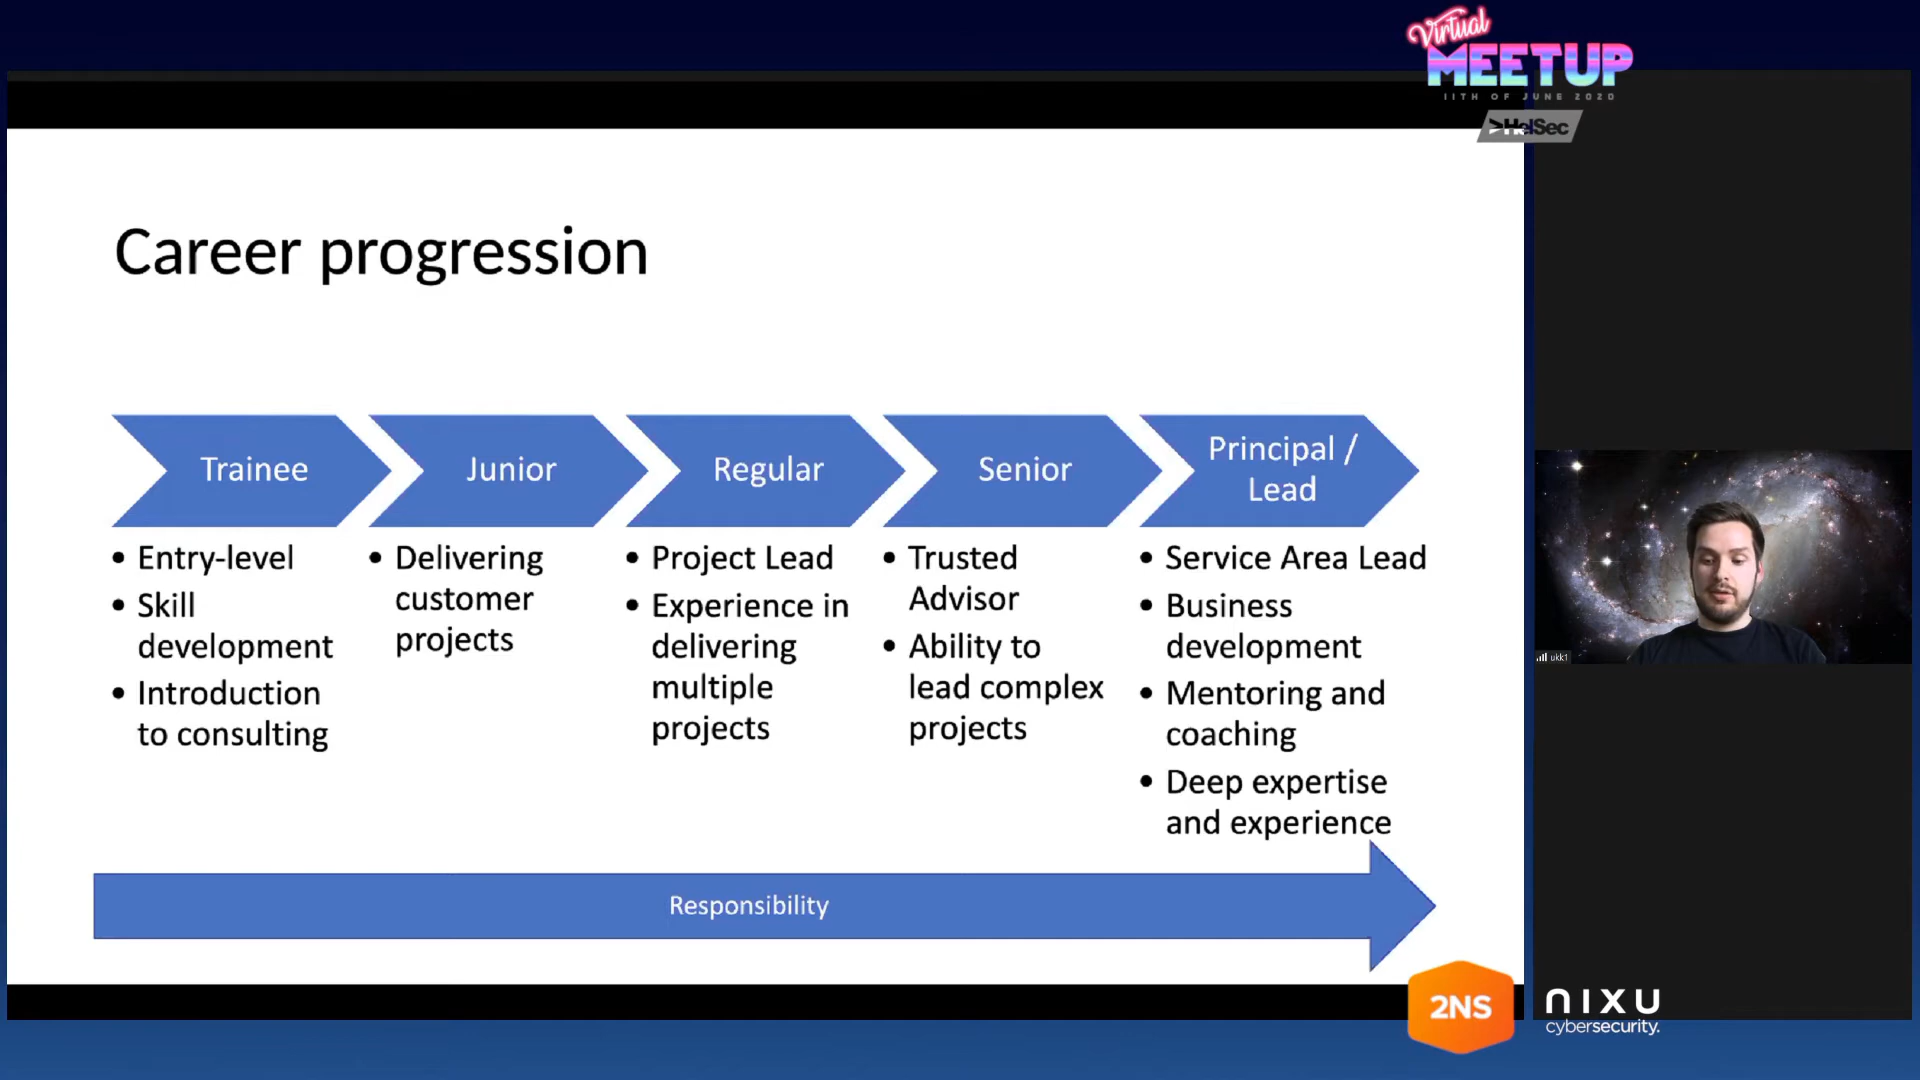 Virtual
MEETUP
11TH OF JUNE 2020
>HelSec
Career progression
Trainee
• Entry-level
• Skill
development
• Introduction
to consulting
Junior
• Delivering
customer
projects
Regular
• Project Lead
• Experience in
delivering
multiple
projects
Senior
• Trusted
Advisor
• Ability to
lead complex
projects
Principal /
Lead
• Service Area Lead
• Business
development
• Mentoring and
coaching
• Deep expertise
and experience
Responsibility
ukk1
2NS
nixu
cybersecurity.